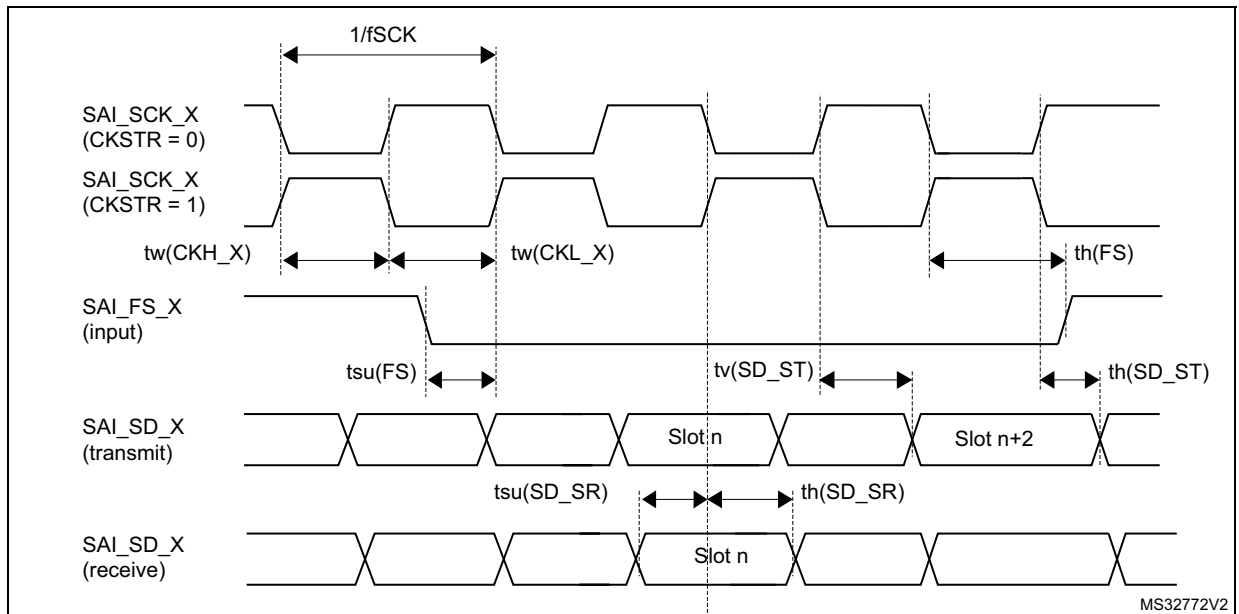 1/fSCK
SAI_SCK_X
(CKSTR = 0)
SAI_SCK_X
(CKSTR = 1)
tw(CKH_X)
tw(CKL_X)
th(FS)
SAI_FS_X
(input)
tsu(FS)
tv(SD_ST)
th(SD_ST)
SAI_SD_X
(transmit)
Slot n
Slot n+2
tsu(SD_SR)
th(SD_SR)
SAI_SD_X
(receive)
Slot n
MS32772V2